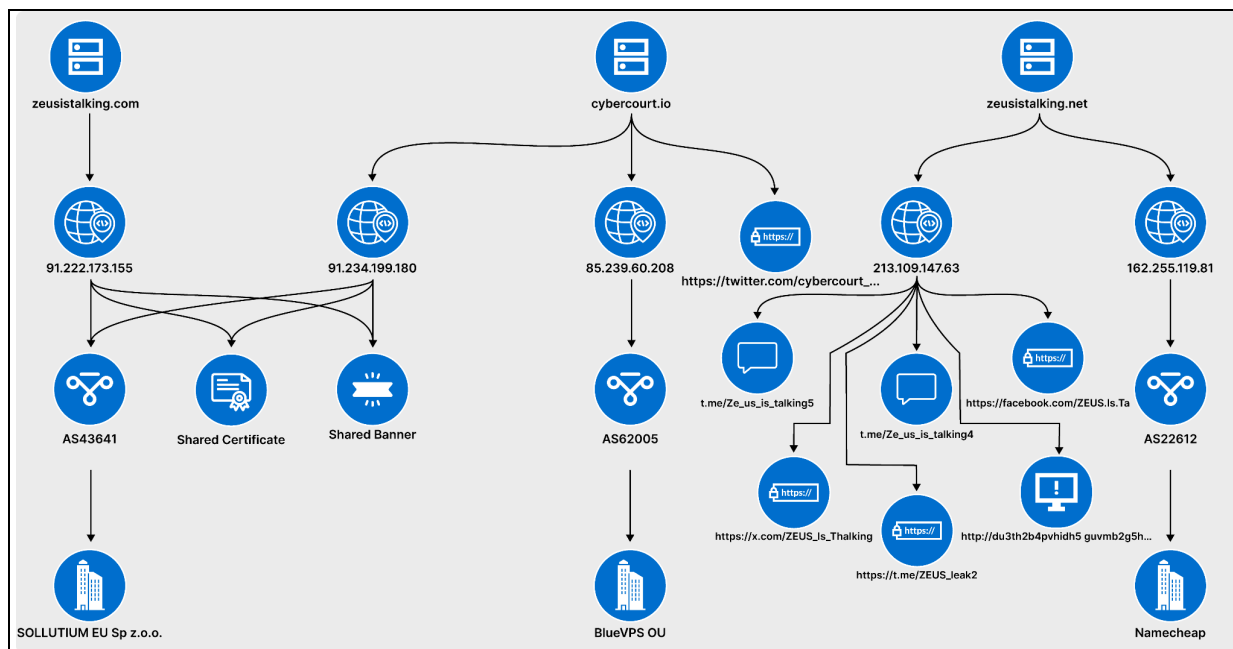 zeusistalking.com
cybercourt.io
zeusistalking.net
91.222.173.155
91.234.199.180
85.239.60.208
https://
https://twitter.com/cybercourt_...
213.109.147.63
162.255.119.81
AS43641
Shared Certificate
Shared Banner
AS62005
t.me/Ze_us_is_talking5
t.me/Ze_us_is_talking4
https://
https://facebook.com/ZEUS.Is.Ta
AS22612
https://
https://x.com/ZEUS_Is_Thalking
https://
https://t.me/ZEUS_leak2
http://du3th2b4pvhidh5 guvmb2g5h...
SOLLUTIUM EU Sp z.o.o.
BlueVPS OU
Namecheap